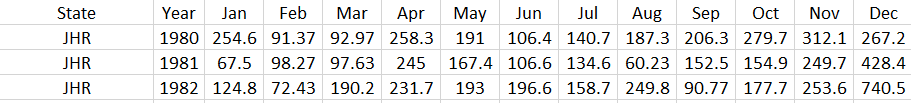 State Year Jan Feb Mar Apr May Jun Jul Aug Sep Oct Nov Dec
JHR 1980 254.6 91.37 92.97 258.3 191 106.4 140.7 187.3 206.3 279.7 312.1 267.2
JHR 1981 67.5 98.27 97.63 245 167.4 106.6 134.6 60.23 152.5 154.9 249.7 428.4
JHR 1982 124.8 72.43 190.2 231.7 193 196.6 158.7 249.8 90.77 177.7 253.6 740.5